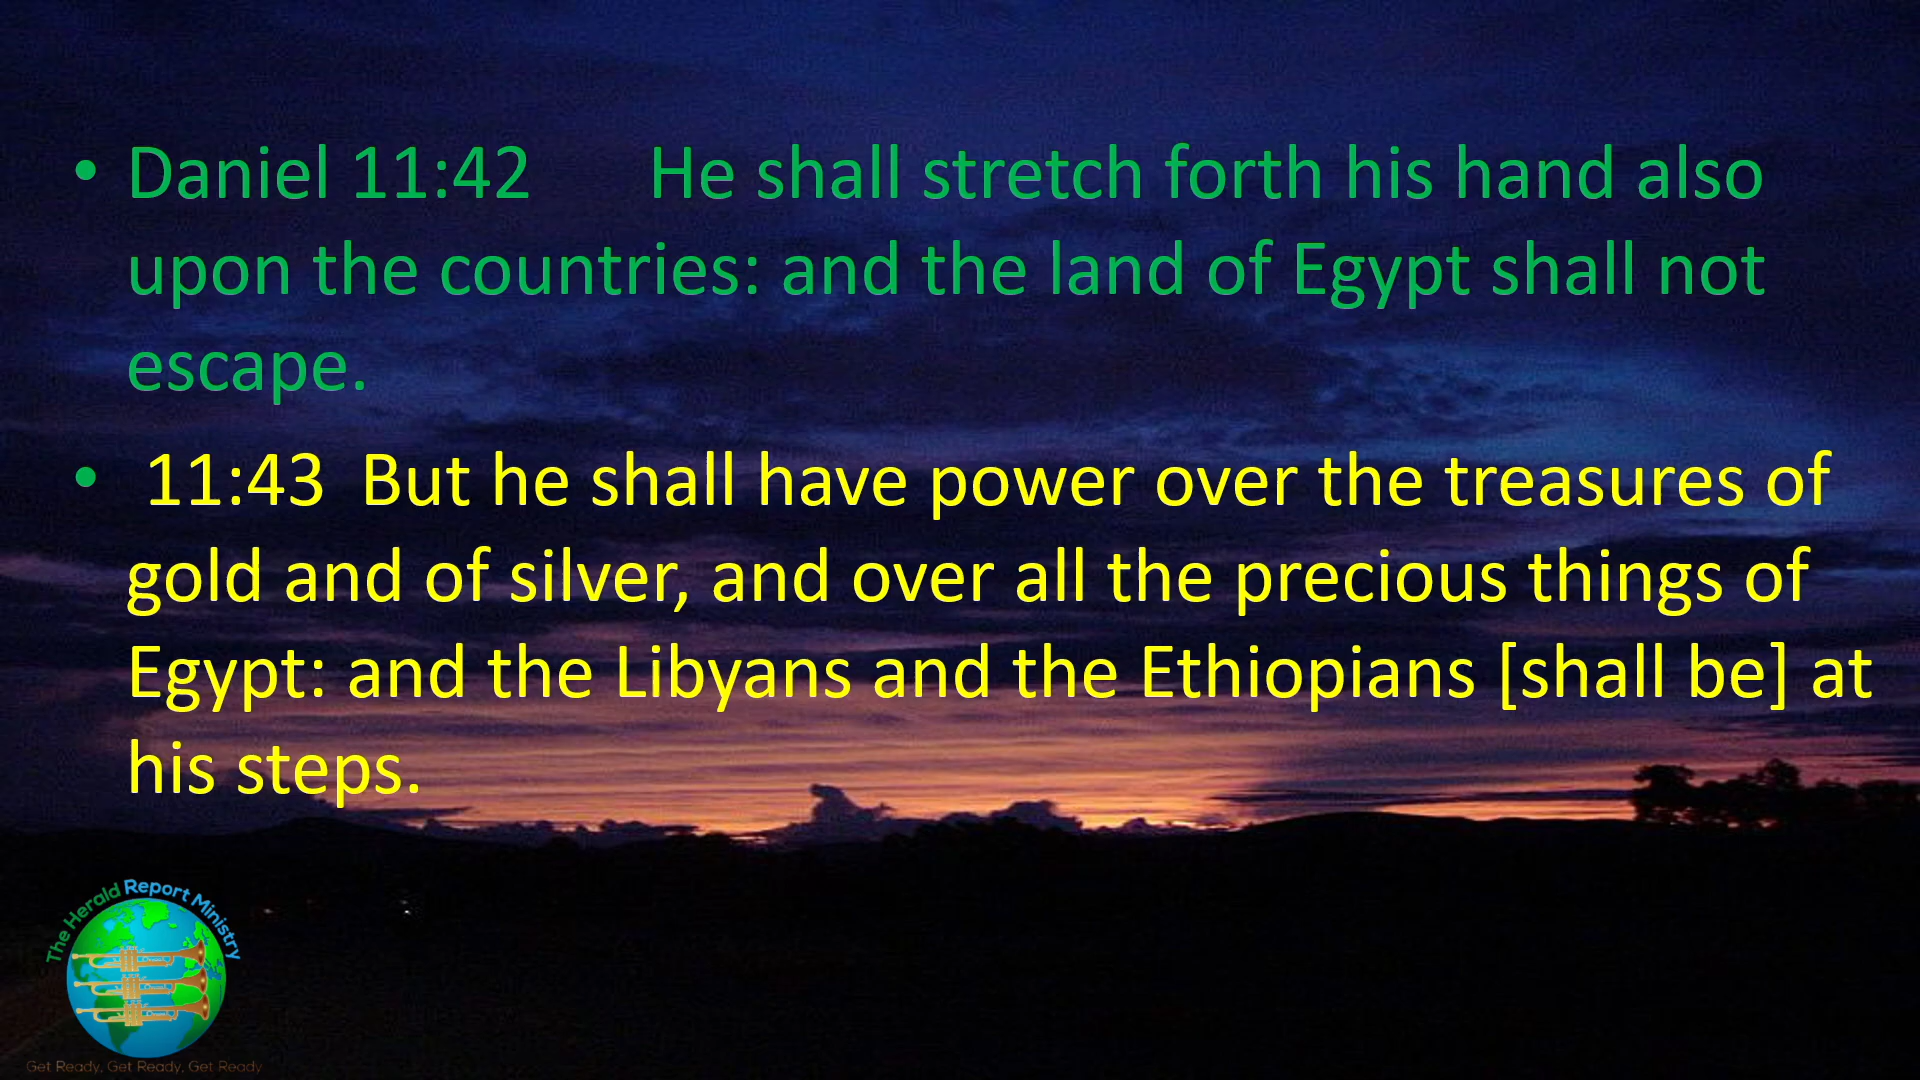 • Daniel 11:42 He shall stretch forth his hand also
upon the countries: and the land of Egypt shall not
escape.
• 11:43 But he shall have power over the treasures of
gold and of silver, and over all the precious things of
Egypt: and the Libyans and the Ethiopians [shall be] at
his steps.
The Herald Report Ministry
Get Ready, Get Ready, Get Ready